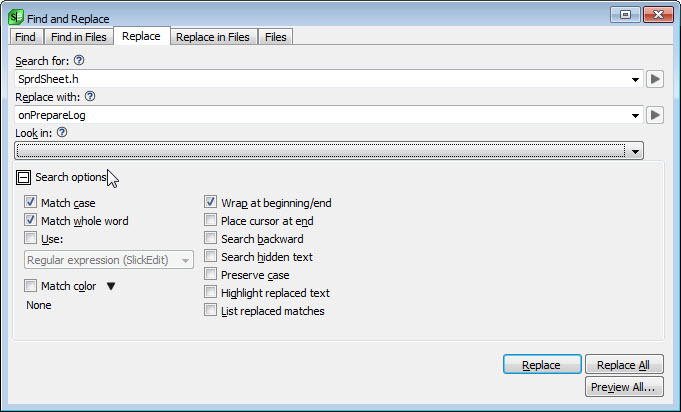 Find and Replace
Find Find in Files Replace Replace in Files Files
Search for:
SprdSheet.h
Replace with:
onPrepareLog
Look in:
Search options
Match case
Match whole word
Use:
Regular expression (SlickEdit)
Match color
None
Wrap at beginning/end
Place cursor at end
Search backward
Search hidden text
Preserve case
Highlight replaced text
List replaced matches
Replace Replace All
Preview All...